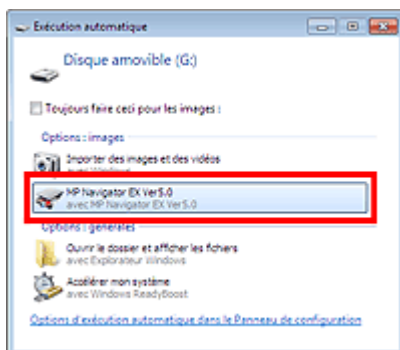 Exécution automatique
Disque amovible (G:)
Toujours faire ceci pour les images :
Options : images
Importer des images et des vidéos
avec Windows
MP Navigator EX Ver5.0
avec MP Navigator EX Ver5.0
Options : générales
Ouvrir le dossier et afficher les fichiers
avec Explorateur Windows
Accélérer mon système
avec Windows ReadyBoost
Options d'exécution automatique dans le Panneau de configuration